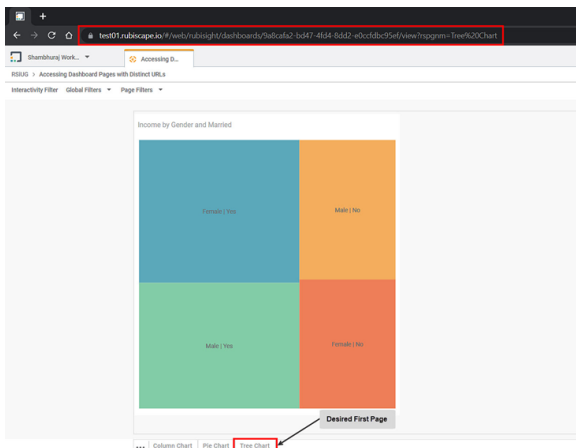 test01.rubiscape.io/#/web/rubisight/dashboards/9a8cafa2-bd47-4fd4-8dd2-e0ccfdbc95ef/view?rspgnm=Tree%20Chart
Shambhuraj Work...
Accessing D...
RSIUG > Accessing Dashboard Pages with Distinct URLs
Interactivity Filter Global Filters Page Filters
Income by Gender and Married
Female | Yes
Male | No
Male | Yes
Female | No
Desired First Page
Column Chart Pie Chart Tree Chart